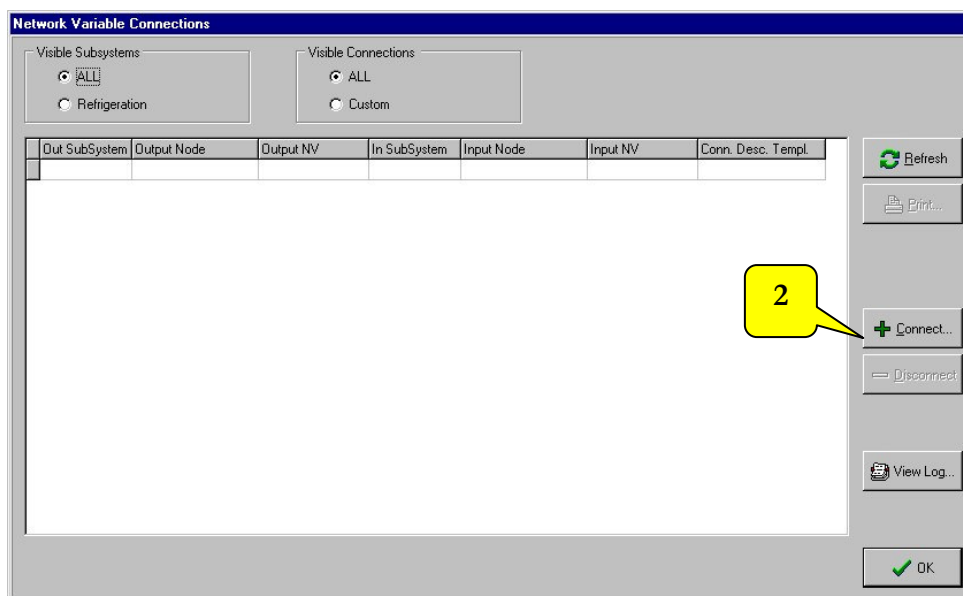 Network Variable Connections
Visible Subsystems
ALL
Refrigeration
Visible Connections
ALL
Custom
Out SubSystem Output Node Output NV In SubSystem Input Node Input NV Conn. Desc. Templ.
Refresh
Print...
2
Connect...
Disconnect
View Log...
OK